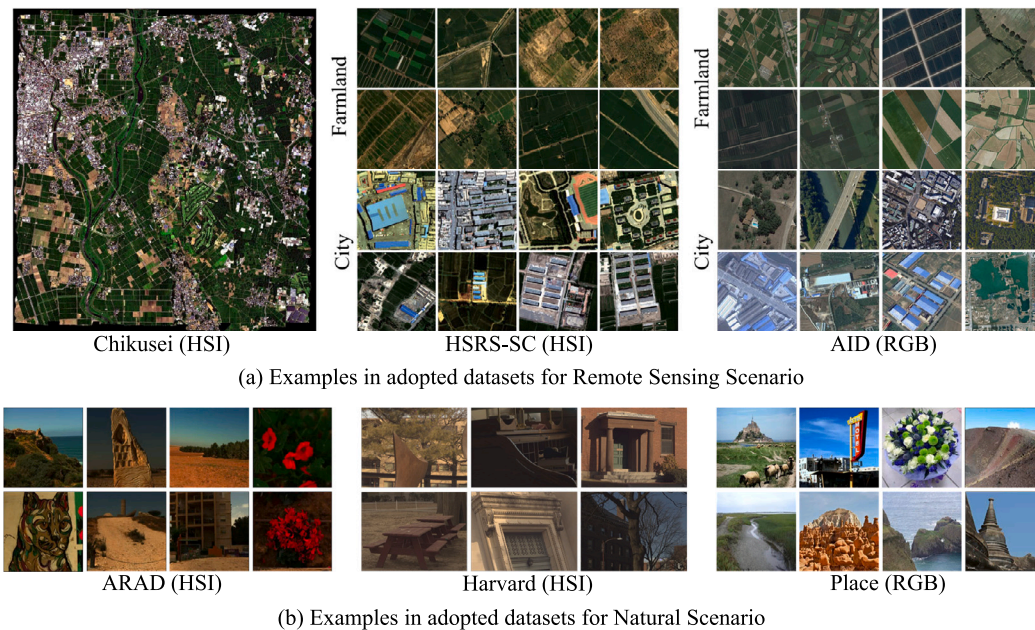 Farmland
City
Farmland
City
Chikusei (HSI)
HSRS-SC (HSI)
AID (RGB)
(a) Examples in adopted datasets for Remote Sensing Scenario
ARAD (HSI)
Harvard (HSI)
Place (RGB)
(b) Examples in adopted datasets for Natural Scenario